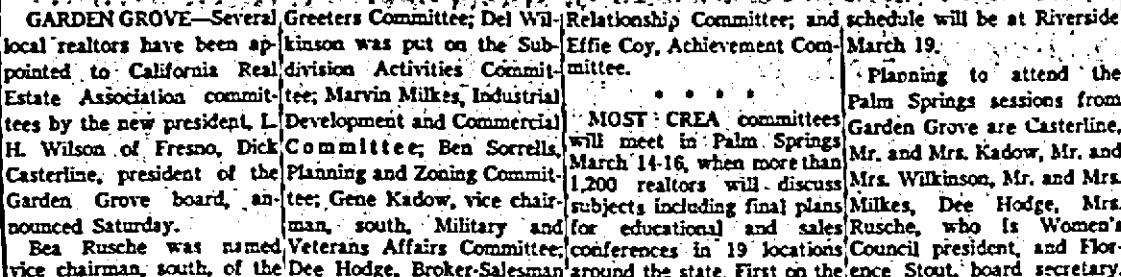 GARDEN GROVE—Several
local realtors have been ap-
pointed to California Real
Estate Association commit-
tees by the new president, L.
H. Wilson of Fresno, Dick
Casterline, president of the
Garden Grove board, an-
nounced Saturday.
Bea Rusche was named
vice chairman, south, of the
Greeters Committee; Del Wil-
kinson was put on the Sub-
division Activities Commit-
tee; Marvin Milkes, Industrial
Development and Commercial
Committee; Ben Sorrells,
Planning and Zoning Commit-
tee; Gene Kadow, vice chair-
man, south, Military and
Veterans Affairs Committee;
Dee Hodge, Broker-Salesman
Relationship Committee; and
Effie Coy, Achievement Com-
mittee.
* * * *
MOST CREA committees
will meet in Palm Springs
March 14-16, when more than
1,200 realtors will discuss
subjects including final plans
for educational and sales
conferences in 19 locations
around the state. First on the
schedule will be at Riverside
March 19.
Planning to attend the
Palm Springs sessions from
Garden Grove are Casterline,
Mr. and Mrs. Kadow, Mr. and
Mrs. Wilkinson, Mr. and Mrs.
Milkes, Dee Hodge, Mrs.
Rusche, who is Women's
Council president, and Flor-
ence Stout, board secretary.